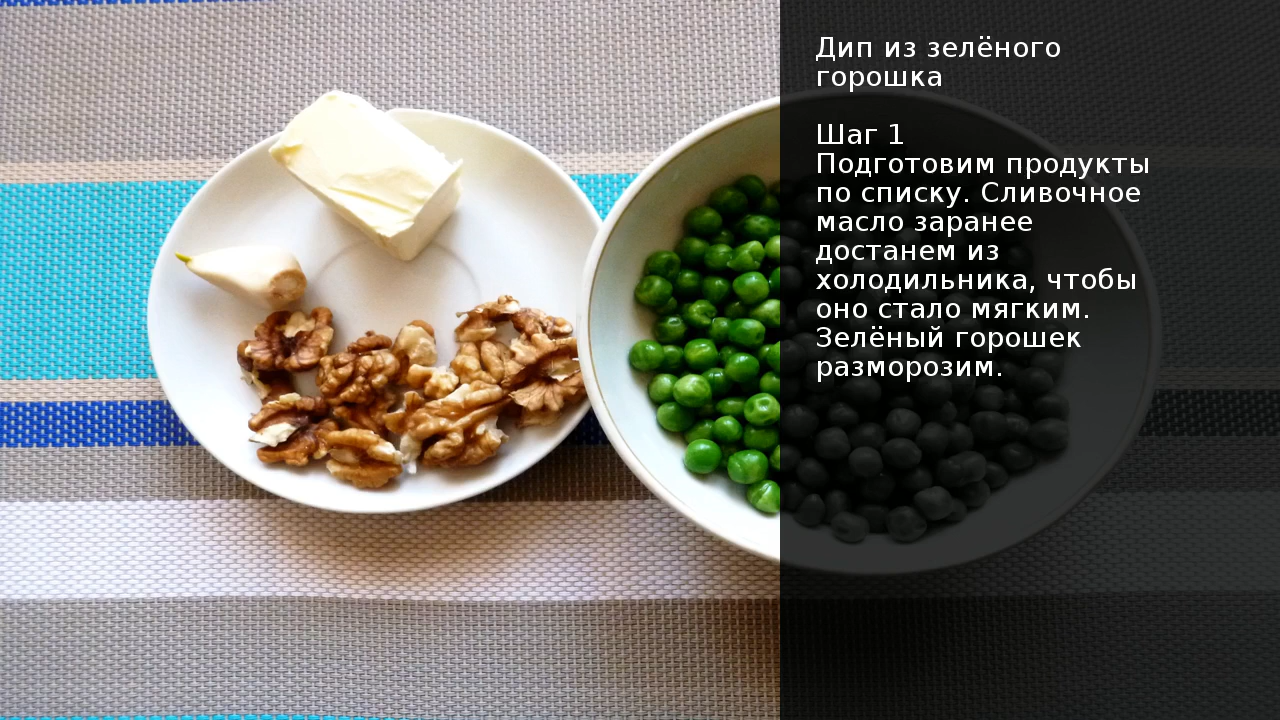 Дип из зелёного
горошка
Шаг 1
Подготовим продукты
по списку. Сливочное
масло заранее
достанем из
холодильника, чтобы
оно стало мягким.
Зелёный горошек
разморозим.